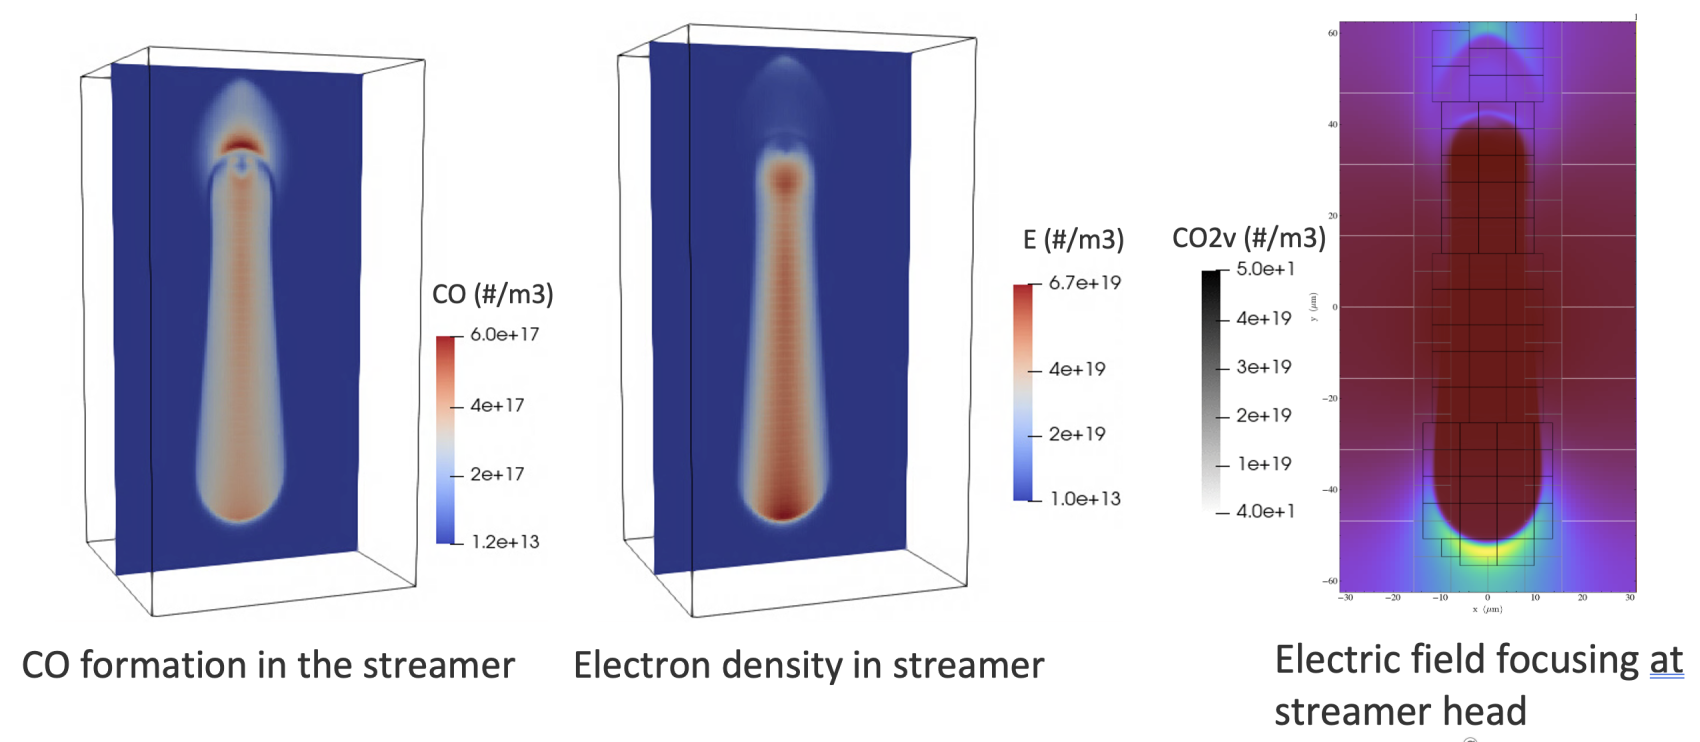 CO (#/m3)
6.0e+17
4e+17
2e+17
1.2e+13
E (#/m3)
6.7e+19
4e+19
2e+19
1.0e+13
CO2v (#/m3)
5.0e+1
4e+19
3e+19
2e+19
1e+19
4.0e+1
60
40
20
0
−20
−40
−60
y (μm)
−30 −20 −10 0 10 20 30
x (μm)
CO formation in the streamer
Electron density in streamer
Electric field focusing at
streamer head